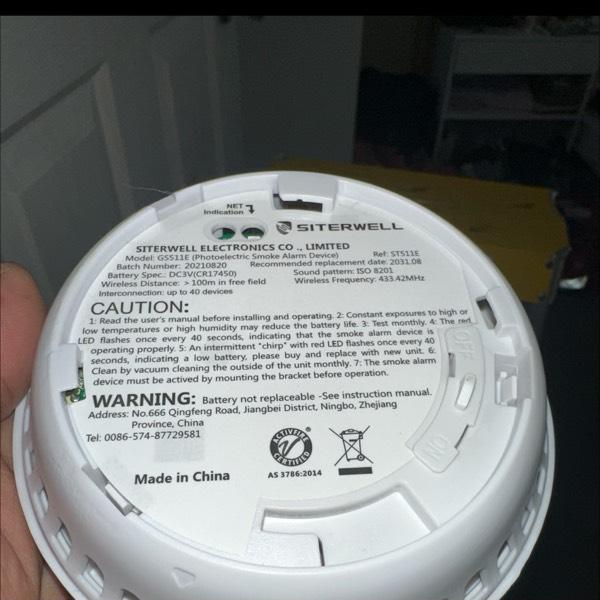 NET
Indication
SITERWELL
SITERWELL ELECTRONICS CO ., LIMITED
Model: GS511E (Photoelectric Smoke Alarm Device) Ref: ST511E
Batch Number: 20210820 Recommended replacement date: 2031.08
Battery Spec.: DC3V(CR17450) Sound pattern: ISO 8201
Wireless Distance: > 100m in free field Wireless Frequency: 433.42MHz
Interconnection: up to 40 devices
CAUTION:
1: Read the user's manual before installing and operating. 2: Constant exposures to high or
low temperatures or high humidity may reduce the battery life. 3: Test monthly. 4: The red
LED flashes once every 40 seconds, indicating that the smoke alarm device is
operating properly. 5: An intermittent "chirp" with red LED flashes once every 40
seconds, indicating a low battery, please buy and replace with new unit. 6:
Clean by vacuum cleaning the outside of the unit monthly. 7: The smoke alarm
device must be actived by mounting the bracket before operation.
WARNING: Battery not replaceable -See instruction manual.
Address: No.666 Qingfeng Road, Jiangbei District, Ningbo, Zhejiang
Province, China
Tel: 0086-574-87729581
OFF
ON
ACTIVFIRE
CERTIFIED
AS 3786:2014
Made in China